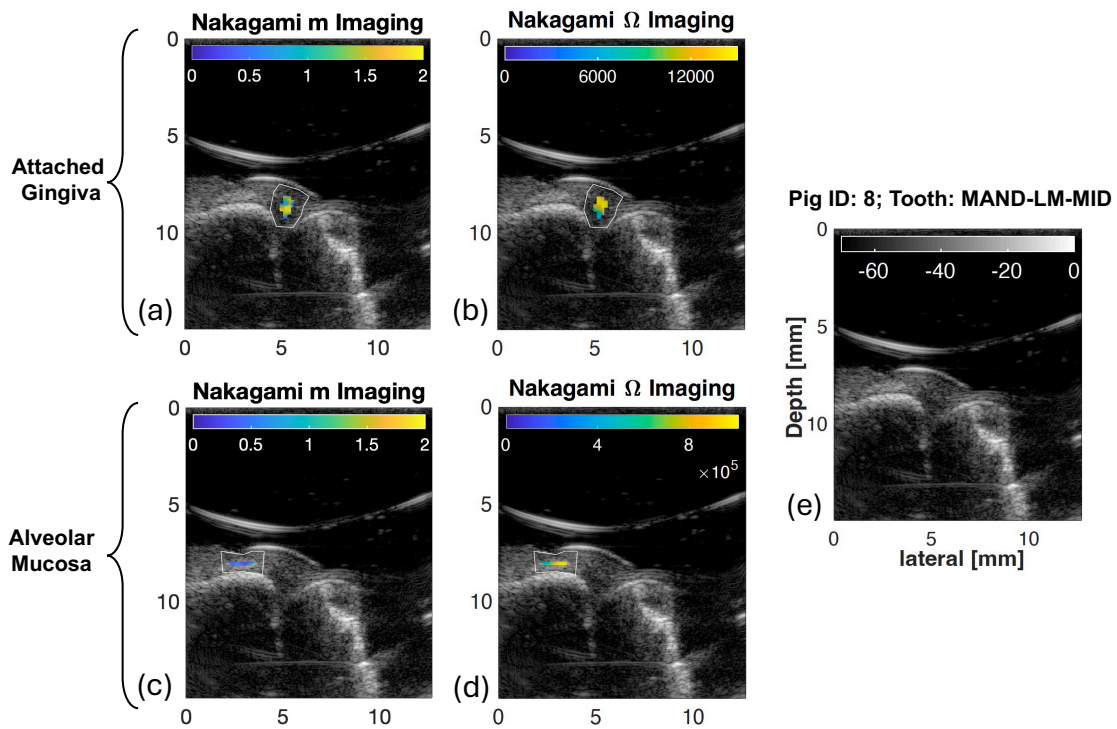 Nakagami m Imaging
0 0.5 1 1.5 2
0
5
10
0 5 10
(a)
Nakagami Ω Imaging
0 6000 12000
0
5
10
0 5 10
(b)
Attached
Gingiva
Nakagami m Imaging
0 0.5 1 1.5 2
0
5
10
0 5 10
(c)
Nakagami Ω Imaging
0 4 8
×10^5
0
5
10
0 5 10
(d)
Alveolar
Mucosa
Pig ID: 8; Tooth: MAND-LM-MID
-60 -40 -20 0
0
5
10
Depth [mm]
(e)
0 5 10
lateral [mm]